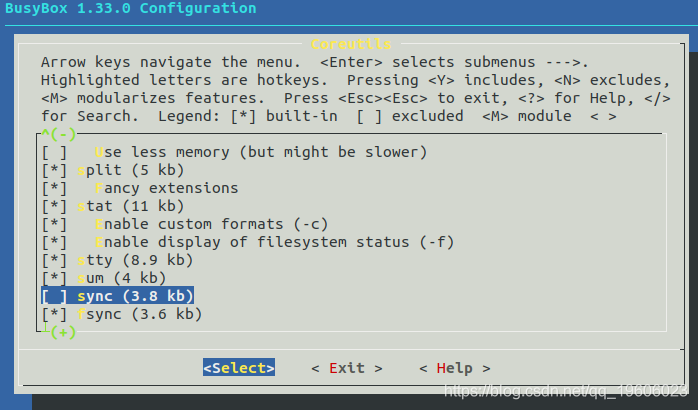 BusyBox 1.33.0 Configuration
Coreutils
Arrow keys navigate the menu.  <Enter> selects submenus --->.
Highlighted letters are hotkeys.  Pressing <Y> includes, <N> excludes,
<M> modularizes features.  Press <Esc><Esc> to exit, <?> for Help, </>
for Search.  Legend: [*] built-in  [ ] excluded  <M> module  < >
^(-)
[ ]   Use less memory (but might be slower)
[*] split (5 kb)
[*]   Fancy extensions
[*] stat (11 kb)
[*]   Enable custom formats (-c)
[*]   Enable display of filesystem status (-f)
[*] stty (8.9 kb)
[*] sum (4 kb)
[ ] sync (3.8 kb)
[*] fsync (3.6 kb)
(+)
<Select>    < Exit >    < Help >
https://blog.csdn.net/qq_19606023